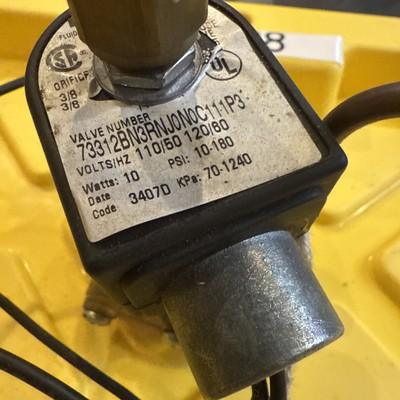 FLUID
ORIFICE
3/8
3/8
SA
UL
8
VALVE NUMBER
73312BN3RNJ0N0C111P3
VOLTS/HZ 110/50 120/60
Watts: 10 PSI: 10-180
Date
Code 34070 KPa: 70-1240